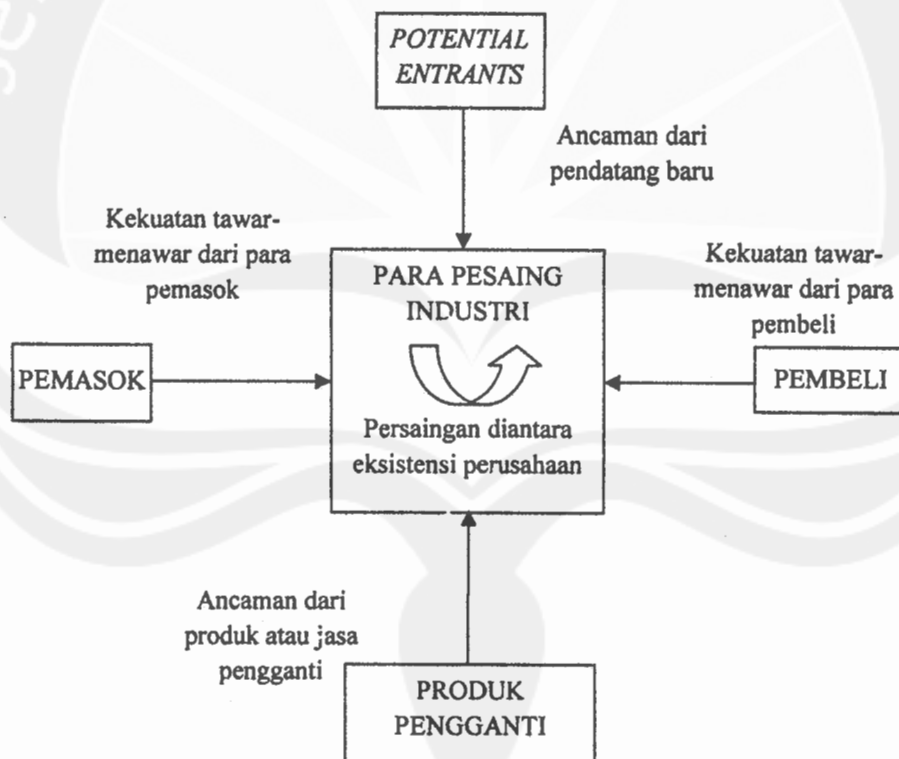 POTENTIAL
ENTRANTS
Ancaman dari
pendatang baru
Kekuatan tawar-
menawar dari para
pemasok
PARA PESAING
INDUSTRI
Kekuatan tawar-
menawar dari para
pembeli
PEMASOK
PEMBELI
Persaingan diantara
eksistensi perusahaan
Ancaman dari
produk atau jasa
pengganti
PRODUK
PENGGANTI